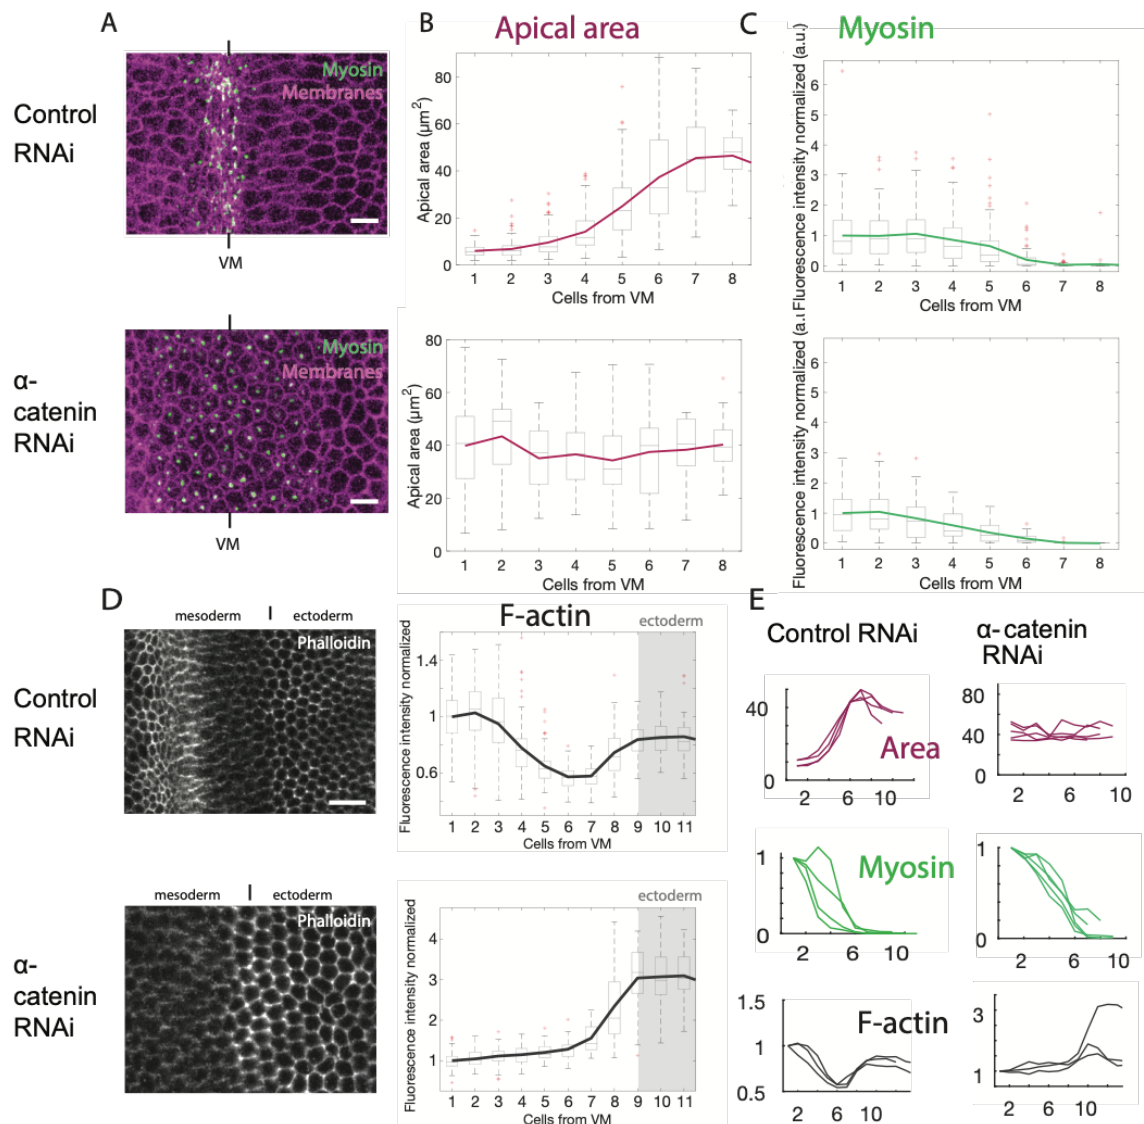 A
B
Apical area
C
Myosin
Control
RNAi
Myosin
Membranes
VM
Apical area (µm²)
80
60
40
20
0
1 2 3 4 5 6 7 8
Cells from VM
Fluorescence intensity normalized (a.u.)
6
5
4
3
2
1
0
1 2 3 4 5 6 7 8
α-
catenin
RNAi
Myosin
Membranes
VM
Apical area (µm²)
80
60
40
20
0
1 2 3 4 5 6 7 8
Cells from VM
Fluorescence intensity normalized (a.u
6
5
4
3
2
1
0
1 2 3 4 5 6 7 8
Cells from VM
D
mesoderm | ectoderm
Phalloidin
Control
RNAi
F-actin
ectoderm
Fluorescence intensity normalized
1.4
1
0.6
1 2 3 4 5 6 7 8 9 10 11
Cells from VM
mesoderm | ectoderm
Phalloidin
α-
catenin
RNAi
ectoderm
Fluorescence intensity normalized
4
3
2
1
1 2 3 4 5 6 7 8 9 10 11
Cells from VM
E
Control RNAi
α- catenin
RNAi
40
0
2 6 10
Area
80
40
0
2 6 10
1
0
2 6 10
Myosin
1
0
2 6 10
1
0.5
2 6 10
F-actin
3
1
2 6 10